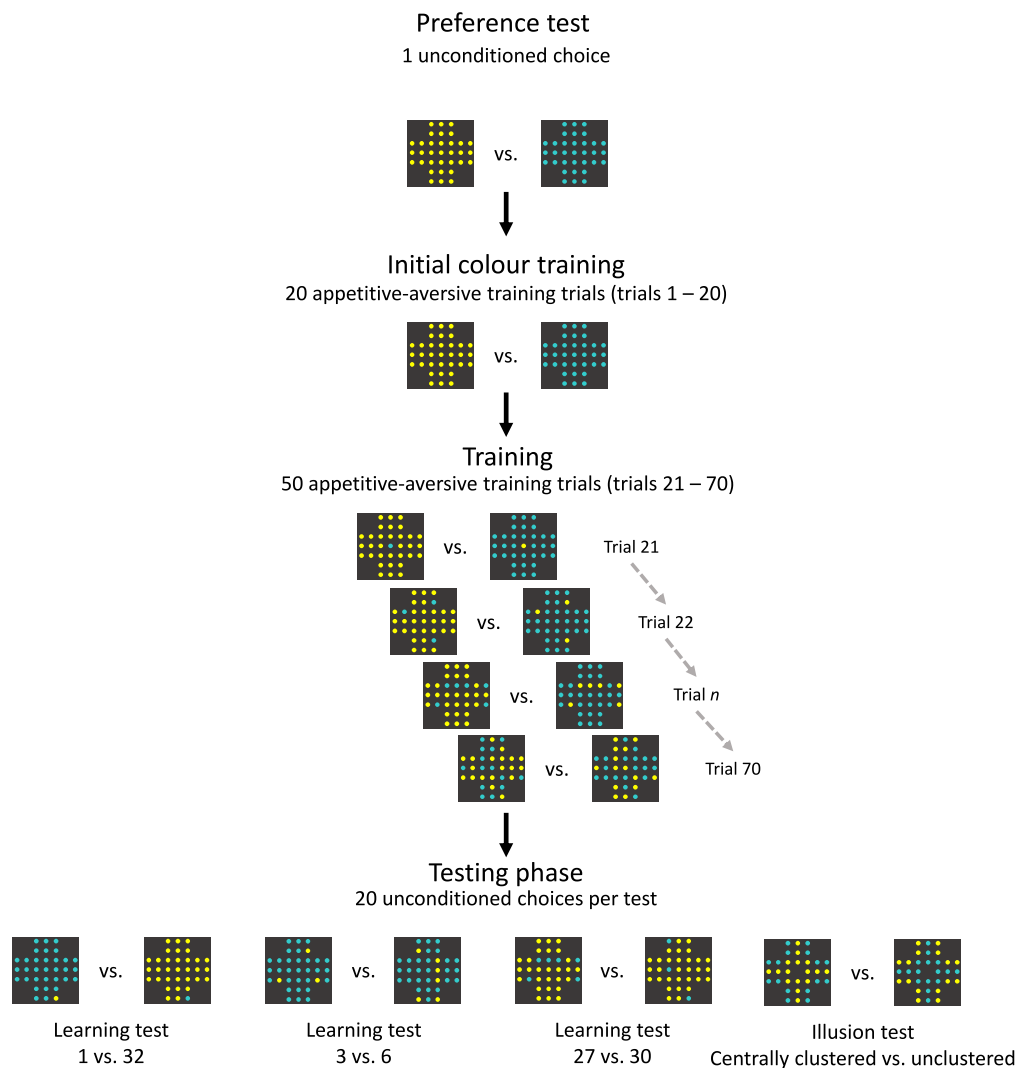 Preference test
1 unconditioned choice
vs.
Initial colour training
20 appetitive-aversive training trials (trials 1 – 20)
vs.
Training
50 appetitive-aversive training trials (trials 21 – 70)
vs. Trial 21
vs. Trial 22
vs. Trial n
vs. Trial 70
Testing phase
20 unconditioned choices per test
vs. vs. vs. vs.
Learning test Learning test Learning test Illusion test
1 vs. 32 3 vs. 6 27 vs. 30 Centrally clustered vs. unclustered